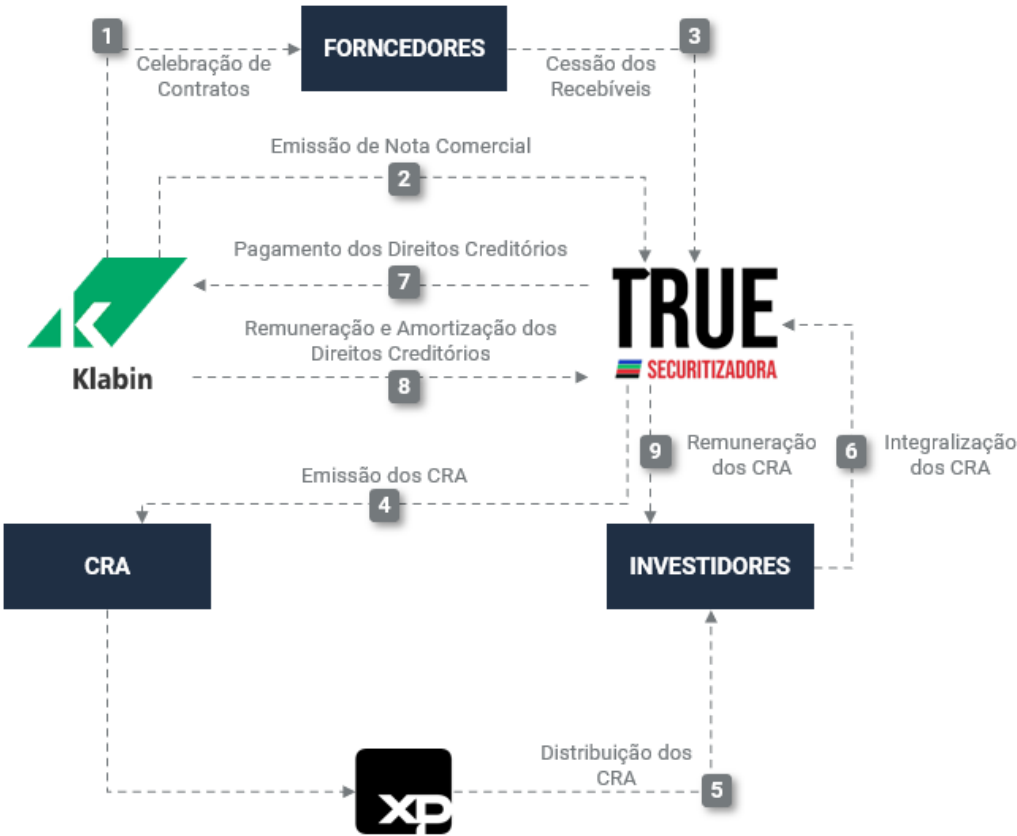 1
FORNCEDORES
3
Celebração de
Contratos
Cessão dos
Recebíveis
Emissão de Nota Comercial
2
Pagamento dos Direitos Creditórios
7
Remuneração e Amortização dos
Direitos Creditórios
8
Klabin
TRUE
SECURITIZADORA
9
Remuneração
dos CRA
6
Integralização
dos CRA
Emissão dos CRA
4
CRA
INVESTIDORES
Distribuição dos
CRA
5
xp